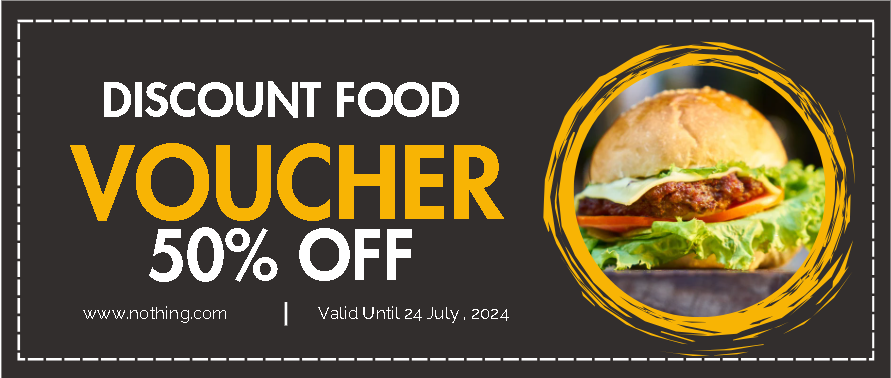 DISCOUNT FOOD
VOUCHER
50% OFF
www.nothing.com | Valid Until 24 July , 2024